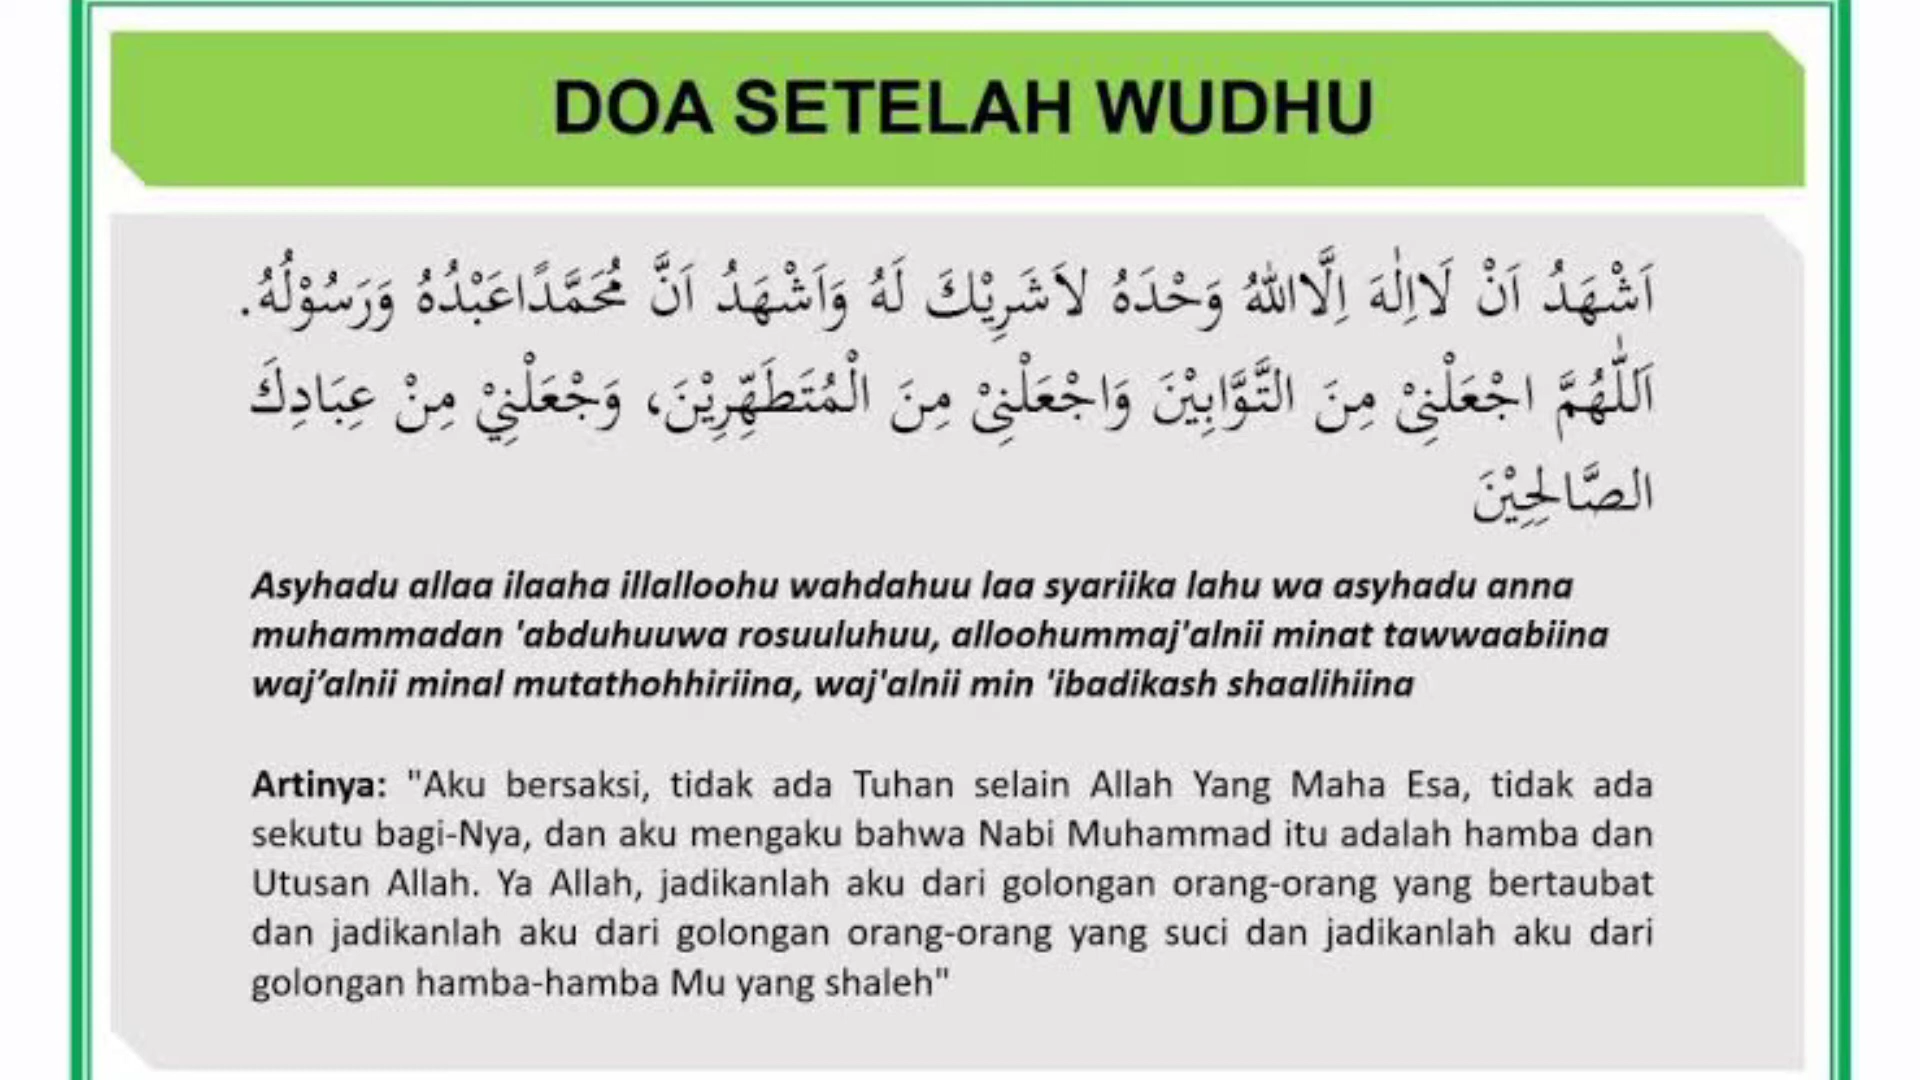 DOA SETELAH WUDHU
اَشْهَدُ اَنْ لَااِلٰهَ اِلَّااللّٰهُ وَحْدَهُ لاَشَرِيْكَ لَهُ وَاَشْهَدُ اَنَّ مُحَمَّدًاعَبْدُهُ وَرَسُوْلُهُ.
اَللّٰهُمَّ اجْعَلْنِىْ مِنَ التَّوَّابِيْنَ وَاجْعَلْنِىْ مِنَ الْمُتَطَهِّرِيْنَ، وَجْعَلْنِيْ مِنْ عِبَادِكَ
الصَّالِحِيْنَ
Asyhadu allaa ilaaha illalloohu wahdahuu laa syariika lahu wa asyhadu anna
muhammadan 'abduhuuwa rosuuluhuu, alloohummaj'alnii minat tawwaabiina
waj’alnii minal mutathohhiriina, waj'alnii min 'ibadikash shaalihiina
Artinya: "Aku bersaksi, tidak ada Tuhan selain Allah Yang Maha Esa, tidak ada
sekutu bagi-Nya, dan aku mengaku bahwa Nabi Muhammad itu adalah hamba dan
Utusan Allah. Ya Allah, jadikanlah aku dari golongan orang-orang yang bertaubat
dan jadikanlah aku dari golongan orang-orang yang suci dan jadikanlah aku dari
golongan hamba-hamba Mu yang shaleh"